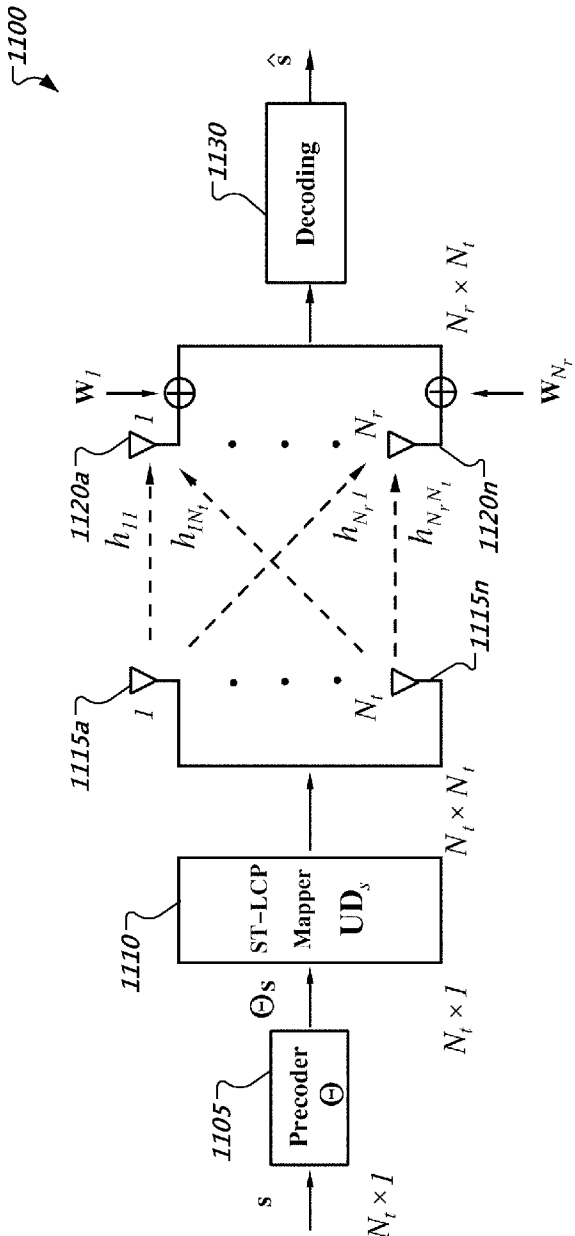 1100
s
N_t × 1
1105
Precoder
Θ
Θs
N_t × 1
1110
ST-LCP
Mapper
UD_s
N_t × N_t
1115a
1
N_t
1115n
h_11
h_1N_t
h_N_r1
h_N_rN_t
1120a
1
N_r
1120n
w_1
w_N_r
N_r × N_t
1130
Decoding
ŝ